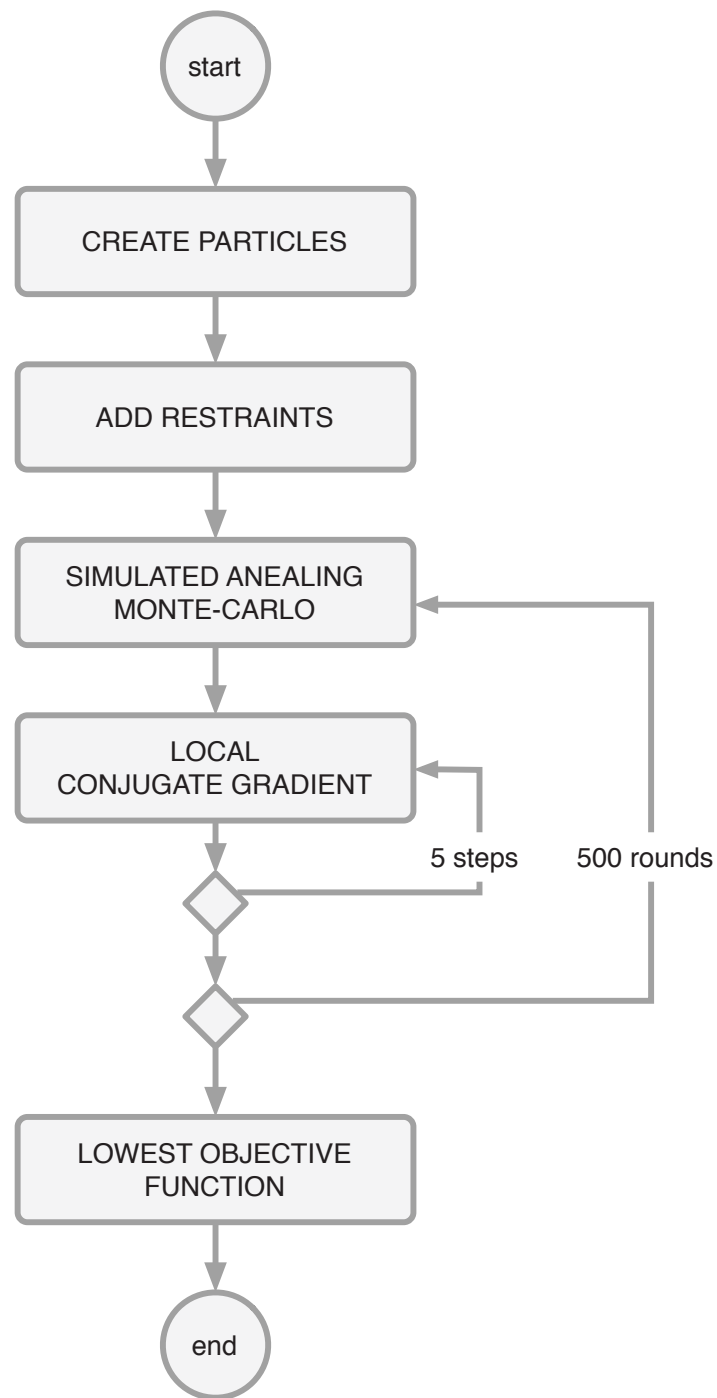 start
CREATE PARTICLES
ADD RESTRAINTS
SIMULATED ANEALING
MONTE-CARLO
LOCAL
CONJUGATE GRADIENT
5 steps
500 rounds
LOWEST OBJECTIVE
FUNCTION
end